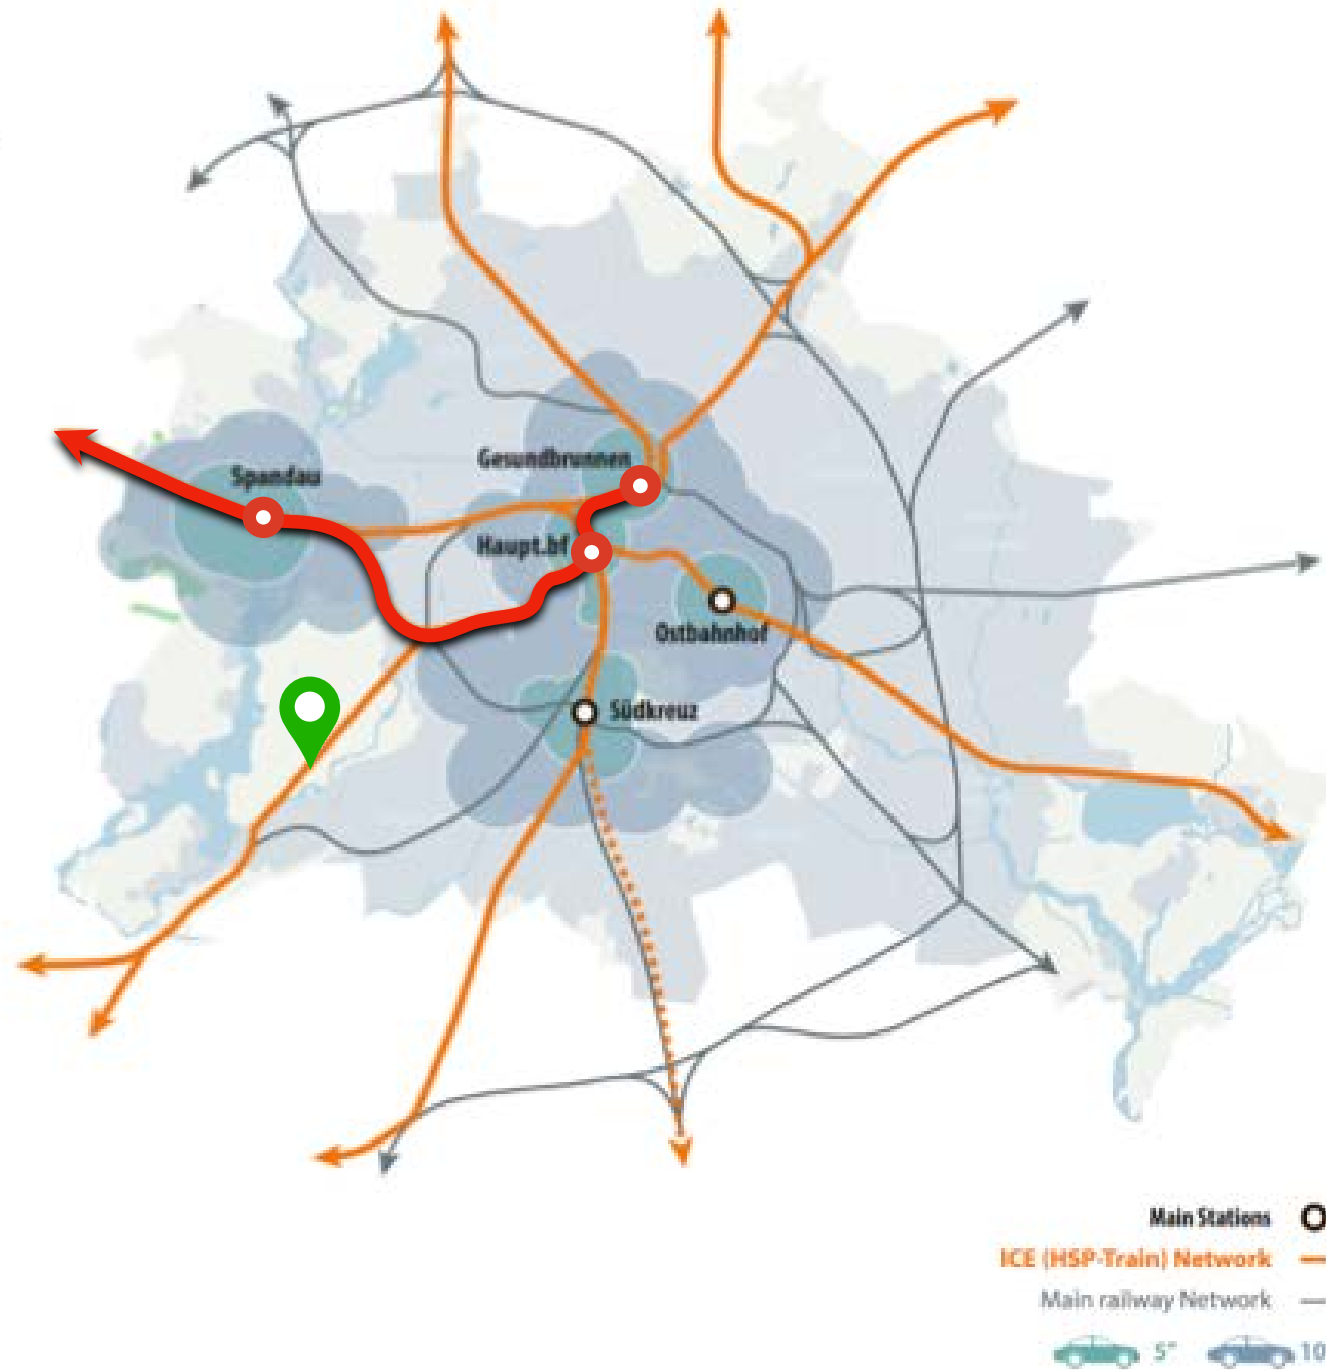 Gesundbrunnen
Spandau
Haupt.bf
Ostbahnhof
Südkreuz
Main Stations
ICE (HSP-Train) Network
Main railway Network
5" 10